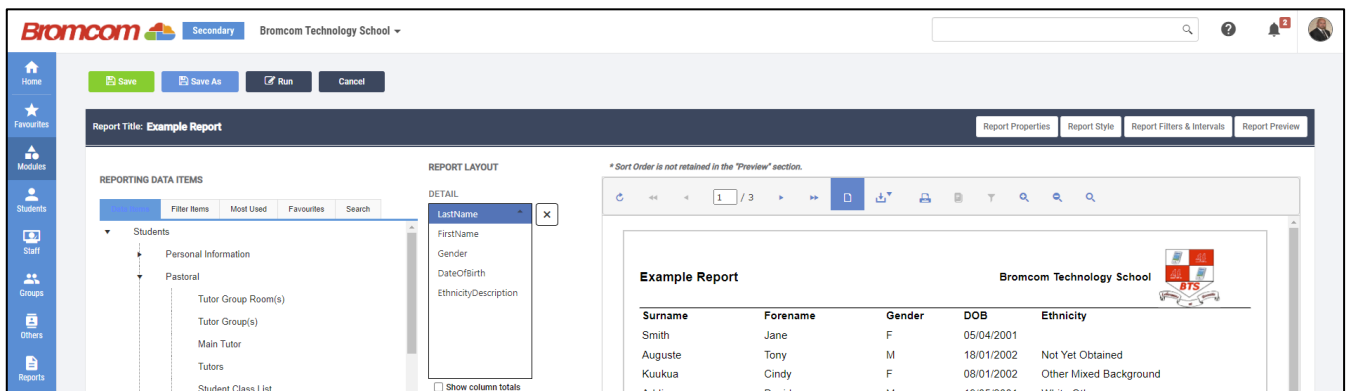 Bromcom Secondary Bromcom Technology School 2
Home
Favourites
Modules
Students
Staff
Groups
Others
Reports
Save Save As Run Cancel
Report Title: Example Report Report Properties Report Style Report Filters & Intervals Report Preview
REPORTING DATA ITEMS
Filter Items Most Used Favourites Search
Students
Personal Information
Pastoral
Tutor Group Room(s)
Tutor Group(s)
Main Tutor
Tutors
Student Class List
REPORT LAYOUT
DETAIL
LastName
FirstName
Gender
DateOfBirth
EthnicityDescription
Show column totals
* Sort Order is not retained in the "Preview" section.
1 / 3
Example Report Bromcom Technology School
BTS
Surname Forename Gender DOB Ethnicity
Smith Jane F 05/04/2001
Auguste Tony M 18/01/2002 Not Yet Obtained
Kuukua Cindy F 08/01/2002 Other Mixed Background